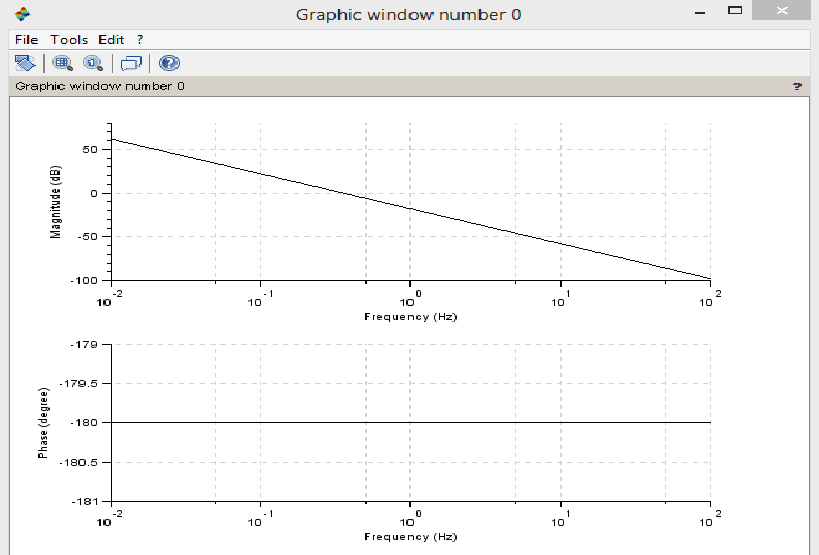 Graphic window number 0
File Tools Edit ?
Graphic window number 0 ?
50
0
-50
-100
Magnitude (dB)
10 -2
10 -1
10 0
10 1
10 2
Frequency (Hz)
-179
-179.5
-180
-180.5
-181
Phase (degree)
10 -2
10 -1
10 0
10 1
10 2
Frequency (Hz)